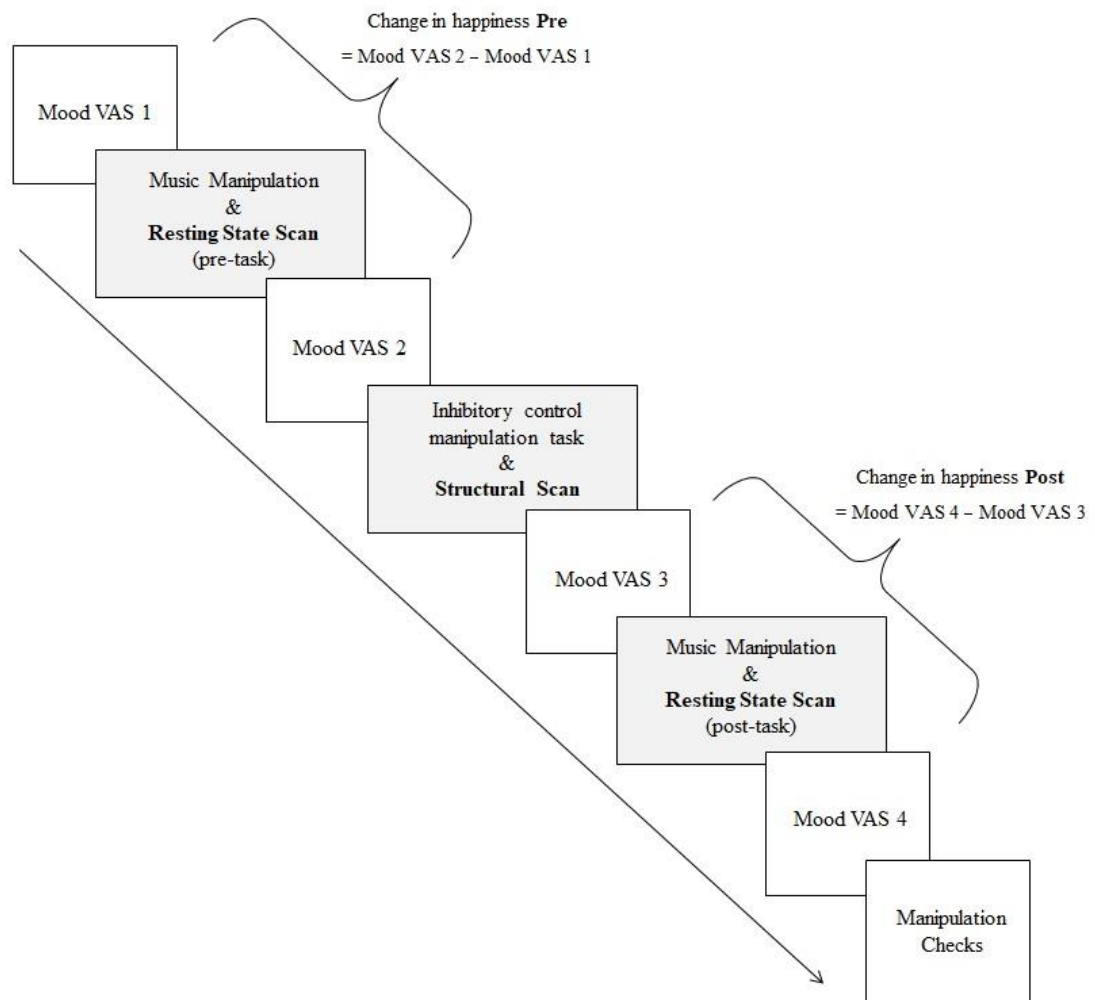 Change in happiness Pre
= Mood VAS 2 – Mood VAS 1
Mood VAS 1
Music Manipulation
&
Resting State Scan
(pre-task)
Mood VAS 2
Inhibitory control
manipulation task
&
Structural Scan
Change in happiness Post
= Mood VAS 4 – Mood VAS 3
Mood VAS 3
Music Manipulation
&
Resting State Scan
(post-task)
Mood VAS 4
Manipulation
Checks